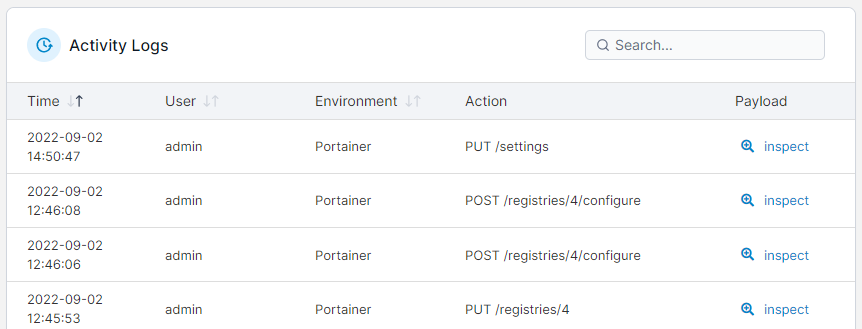 Activity Logs
Search...
Time User Environment Action Payload
2022-09-02
14:50:47 admin Portainer PUT /settings inspect
2022-09-02
12:46:08 admin Portainer POST /registries/4/configure inspect
2022-09-02
12:46:06 admin Portainer POST /registries/4/configure inspect
2022-09-02
12:45:53 admin Portainer PUT /registries/4 inspect